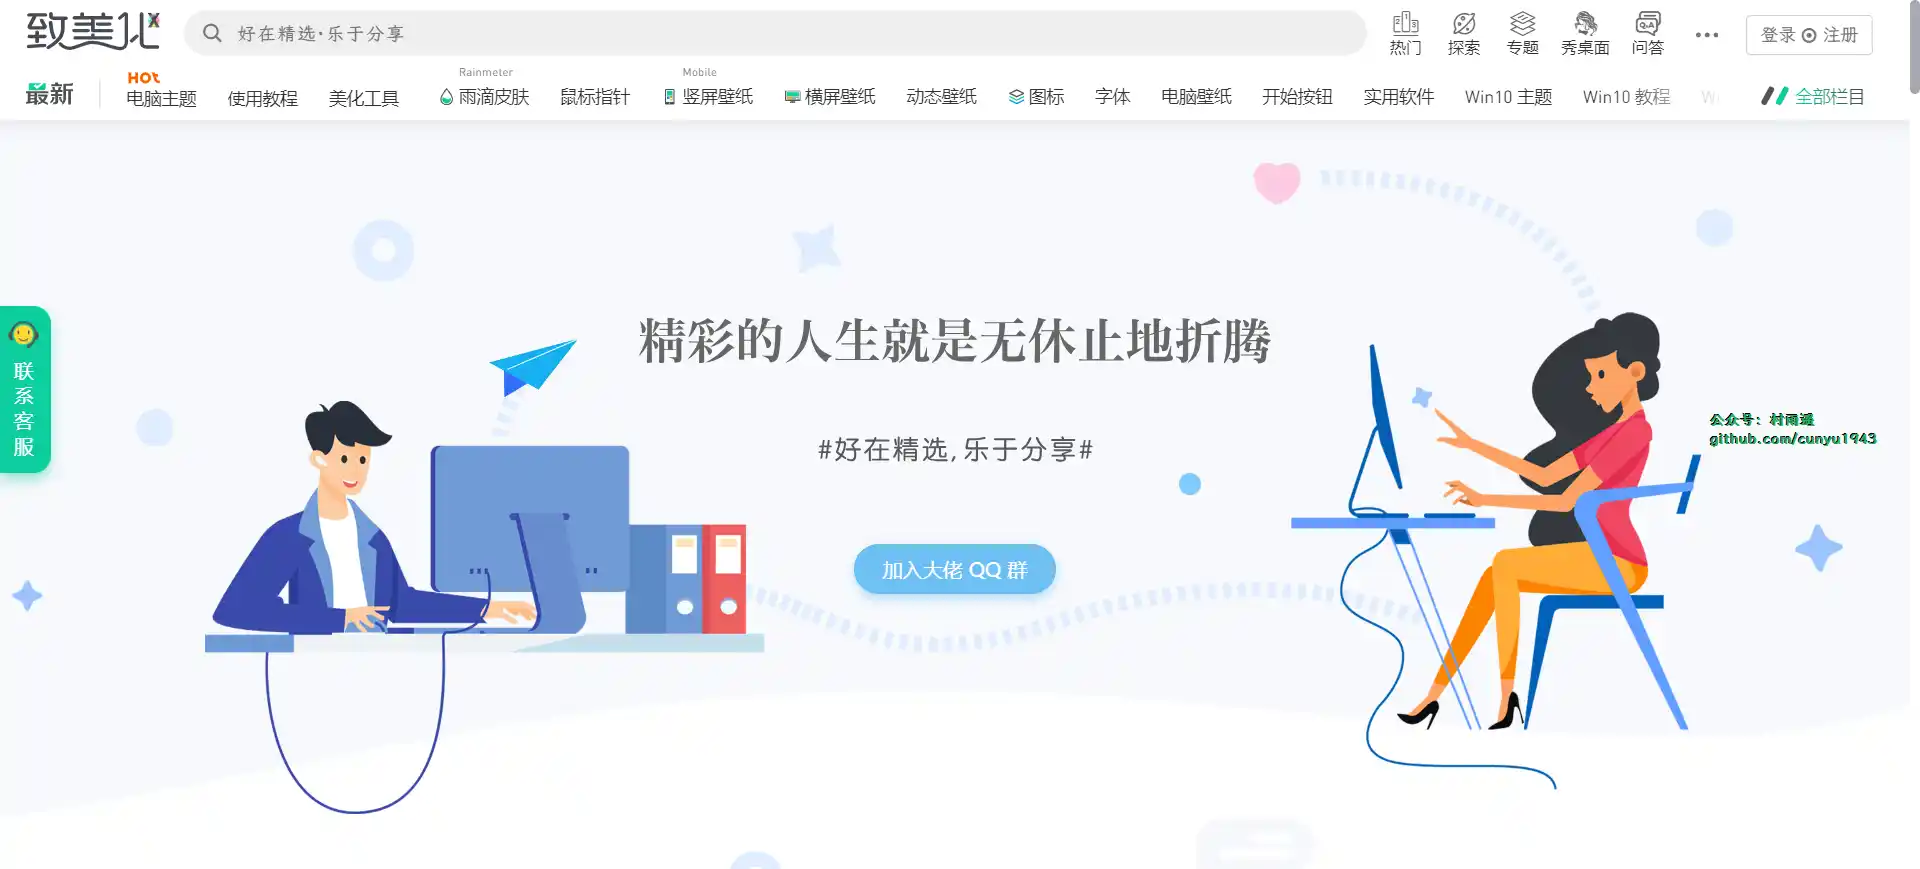 致美化
好在精选·乐于分享
热门
探索
专题
秀桌面
问答
登录
注册
最新
HOT
电脑主题
使用教程
美化工具
Rainmeter
雨滴皮肤
鼠标指针
Mobile
竖屏壁纸
横屏壁纸
动态壁纸
图标
字体
电脑壁纸
开始按钮
实用软件
Win10 主题
Win10 教程
全部栏目
联系客服
精彩的人生就是无休止地折腾
#好在精选,乐于分享#
加入大佬 QQ 群
公众号：村雨遥
github.com/cunyu1943